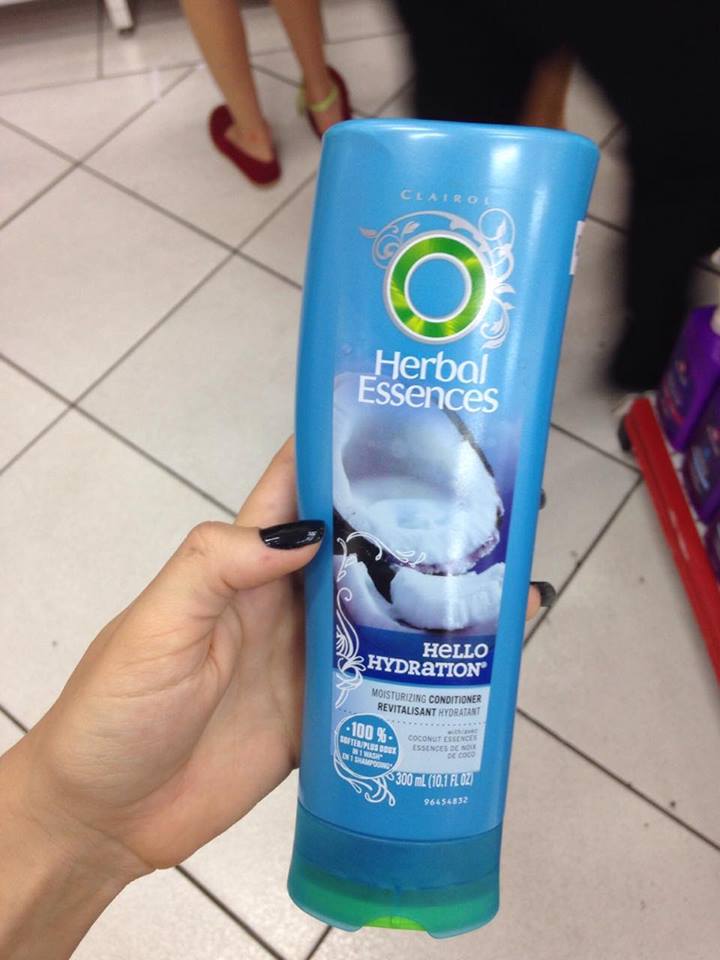 CLAIROL
Herbal
Essences
HeLLO
HYDRaTION®
MOISTURIZING CONDITIONER
REVITALISANT HYDRATANT
with/avec
COCONUT ESSENCES
ESSENCES DE NOIX
DE COCO
100 %
SOFTER/PLUS DOUX
IN 1 WASH*
EN 1 SHAMPOOING*
300 mL (10.1 FL OZ)
96454832